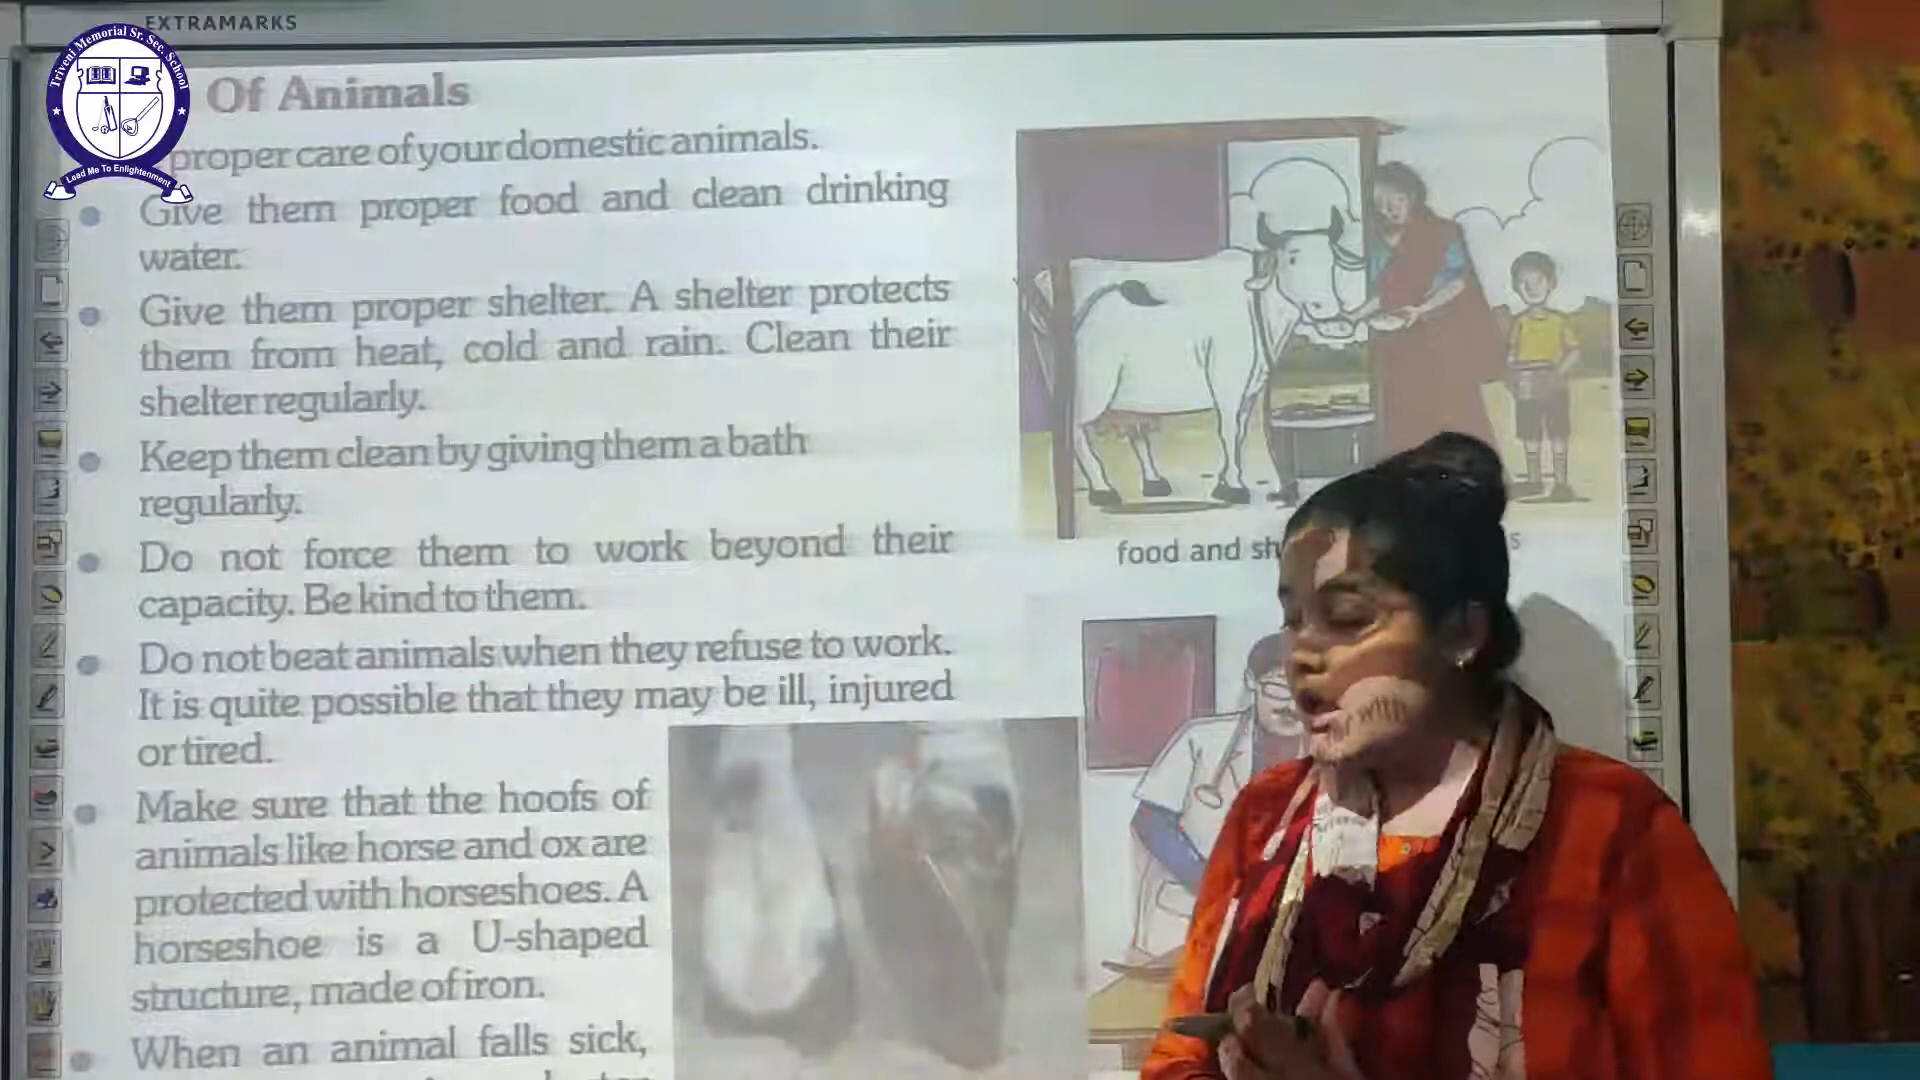 EXTRAMARKS
Triveni Memorial Sr. Sec. School
Lead Me To Enlightenment
Of Animals
proper care of your domestic animals.
Give them proper food and clean drinking
water.
Give them proper shelter. A shelter protects
them from heat, cold and rain. Clean their
shelter regularly.
Keep them clean by giving them a bath
regularly.
Do not force them to work beyond their
capacity. Be kind to them.
Do not beat animals when they refuse to work.
It is quite possible that they may be ill, injured
or tired.
Make sure that the hoofs of
animals like horse and ox are
protected with horseshoes. A
horseshoe is a U-shaped
structure, made of iron.
When an animal falls sick,
food and